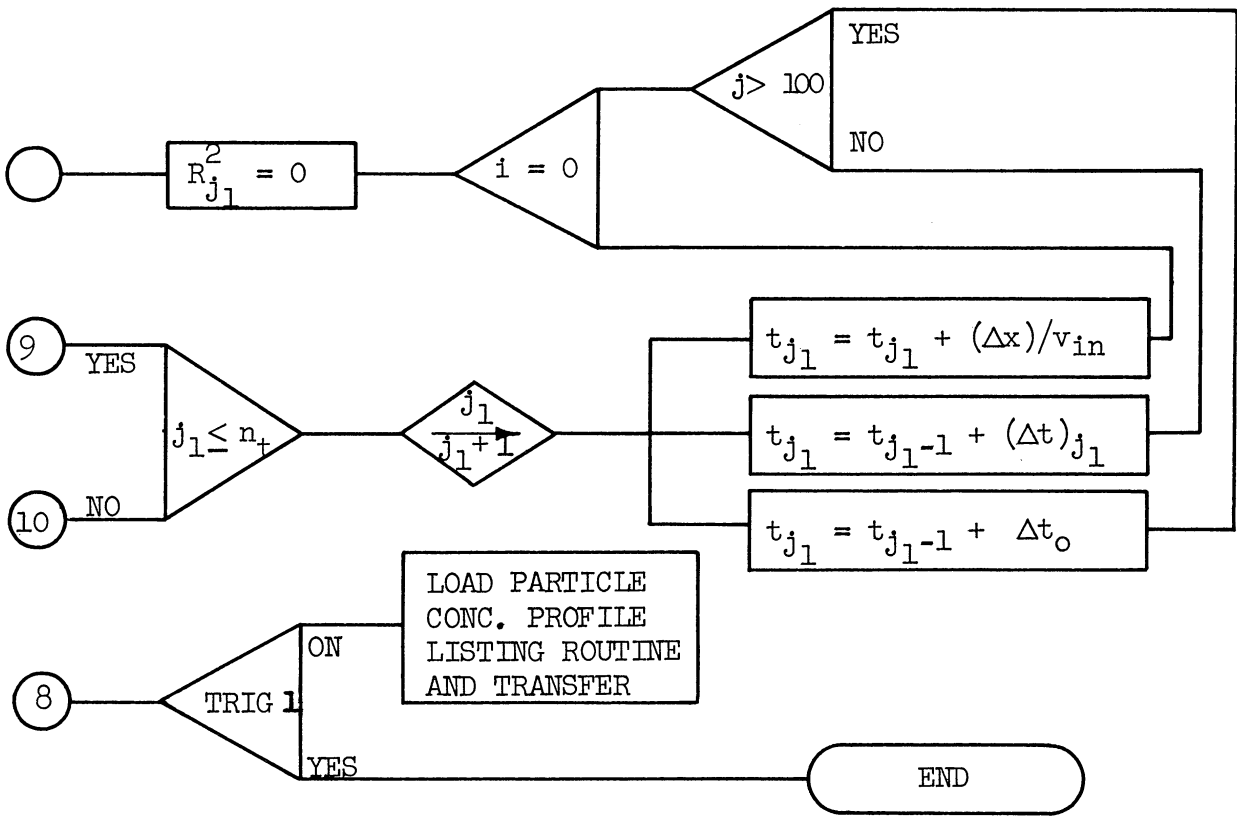 YES
j> 100
NO
R²j₁ = 0
i = 0
9
YES
j₁ ≤ nₜ
NO
10
j₁
j₁+1
tj₁ = tj₁ + (Δx)/vin
tj₁ = tj₁-1 + (Δt)j₁
tj₁ = tj₁-1 + Δt₀
LOAD PARTICLE
CONC. PROFILE
LISTING ROUTINE
AND TRANSFER
ON
8
TRIG 1
YES
END